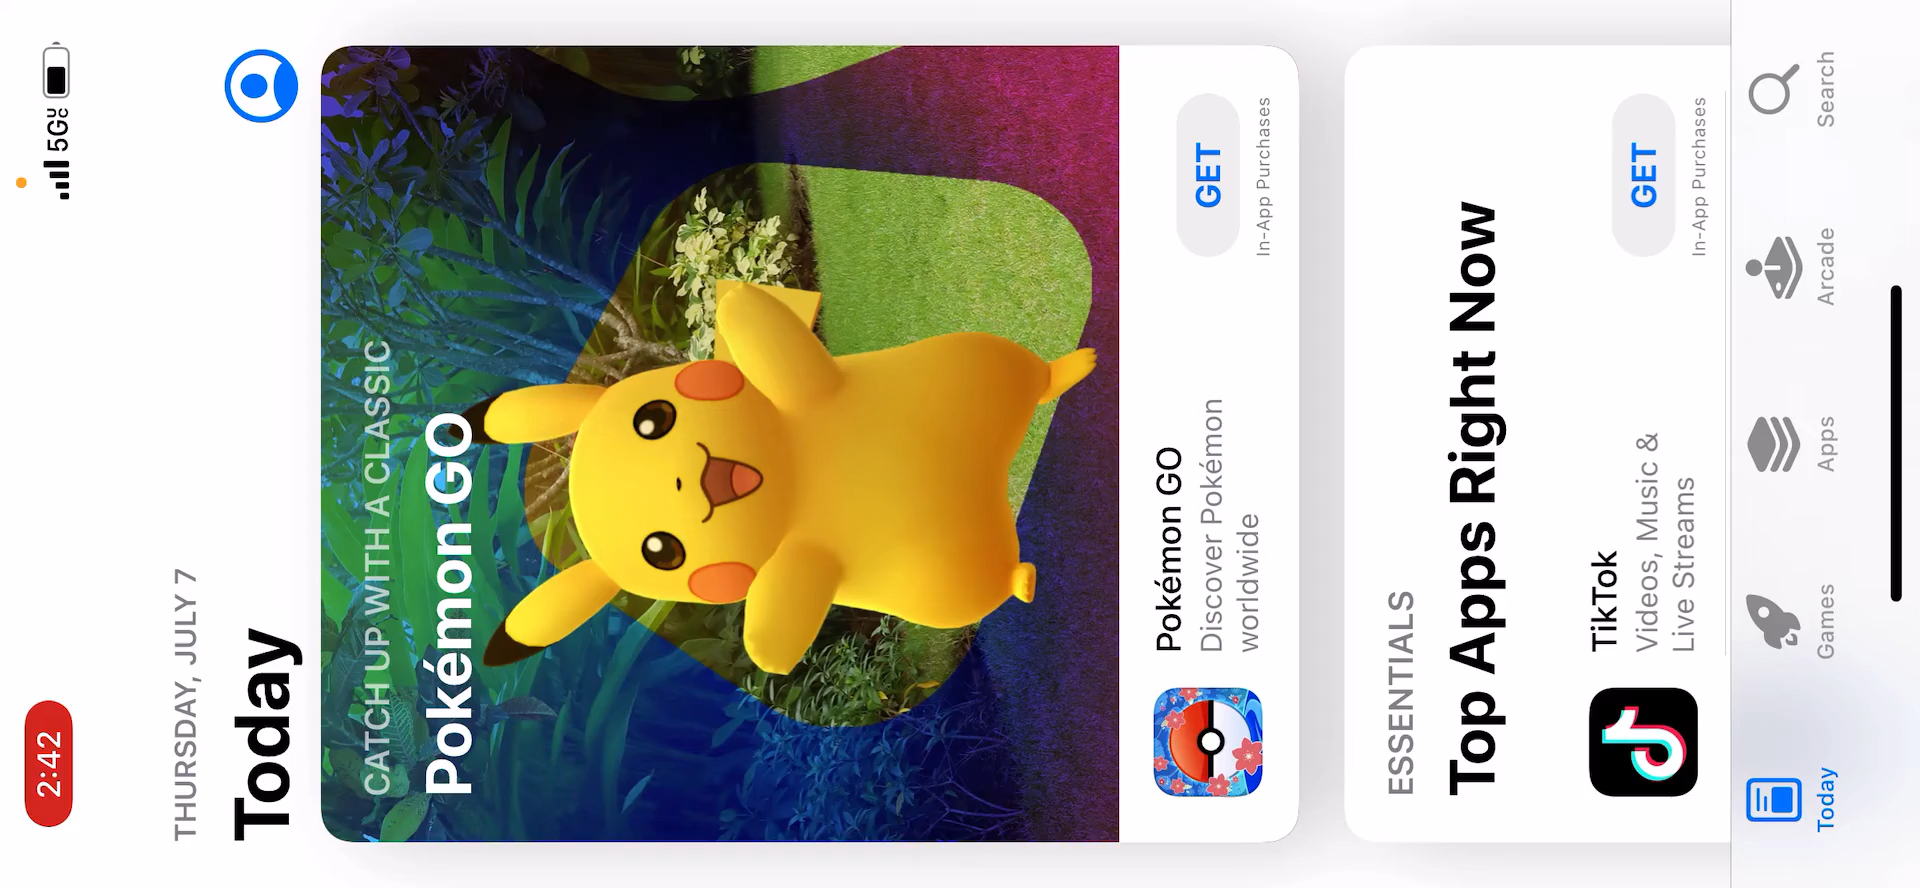 2:42
5GUC
THURSDAY, JULY 7
Today
CATCH UP WITH A CLASSIC
Pokémon GO
Pokémon GO
Discover Pokémon
worldwide
GET
In-App Purchases
ESSENTIALS
Top Apps Right Now
TikTok
Videos, Music &
Live Streams
GET
In-App Purchases
Today
Games
Apps
Arcade
Search